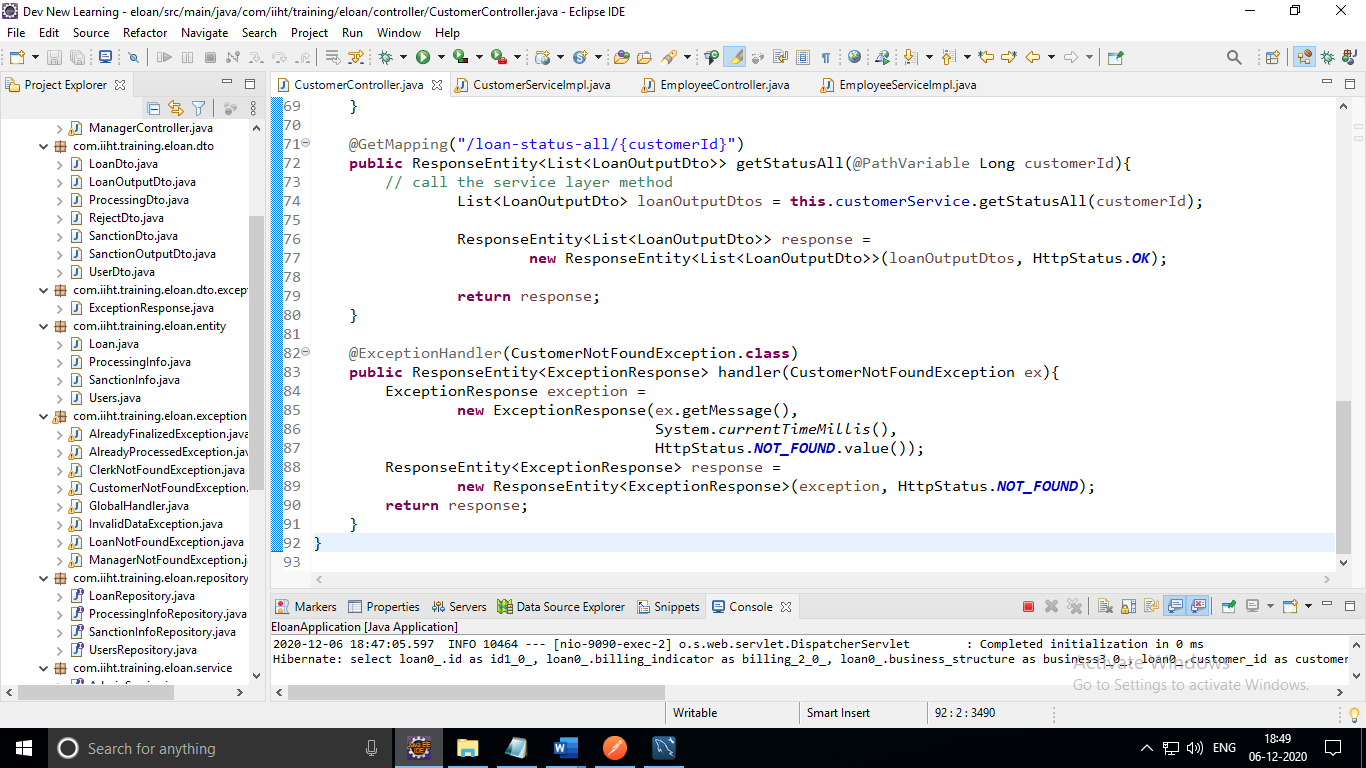 Dev New Learning - eloan/src/main/java/com/iiht/training/eloan/controller/CustomerController.java - Eclipse IDE
File Edit Source Refactor Navigate Search Project Run Window Help
Project Explorer
ManagerController.java
com.iiht.training.eloan.dto
LoanDto.java
LoanOutputDto.java
ProcessingDto.java
RejectDto.java
SanctionDto.java
SanctionOutputDto.java
UserDto.java
com.iiht.training.eloan.dto.excep
ExceptionResponse.java
com.iiht.training.eloan.entity
Loan.java
ProcessingInfo.java
SanctionInfo.java
Users.java
com.iiht.training.eloan.exception
AlreadyFinalizedException.java
AlreadyProcessedException.jav
ClerkNotFoundException.java
CustomerNotFoundException.
GlobalHandler.java
InvalidDataException.java
LoanNotFoundException.java
ManagerNotFoundException.j
com.iiht.training.eloan.repository
LoanRepository.java
ProcessingInfoRepository.java
SanctionInfoRepository.java
UsersRepository.java
com.iiht.training.eloan.service
CustomerController.java CustomerServiceImpl.java EmployeeController.java EmployeeServiceImpl.java
69 }
70
71 @GetMapping("/loan-status-all/{customerId}")
72 public ResponseEntity<List<LoanOutputDto>> getStatusAll(@PathVariable Long customerId){
73 // call the service layer method
74 List<LoanOutputDto> loanOutputDtos = this.customerService.getStatusAll(customerId);
75
76 ResponseEntity<List<LoanOutputDto>> response =
77 new ResponseEntity<List<LoanOutputDto>>(loanOutputDtos, HttpStatus.OK);
78
79 return response;
80 }
81
82 @ExceptionHandler(CustomerNotFoundException.class)
83 public ResponseEntity<ExceptionResponse> handler(CustomerNotFoundException ex){
84 ExceptionResponse exception =
85 new ExceptionResponse(ex.getMessage(),
86 System.currentTimeMillis(),
87 HttpStatus.NOT_FOUND.value());
88 ResponseEntity<ExceptionResponse> response =
89 new ResponseEntity<ExceptionResponse>(exception, HttpStatus.NOT_FOUND);
90 return response;
91 }
92 }
93
Markers Properties Servers Data Source Explorer Snippets Console
EloanApplication [Java Application]
2020-12-06 18:47:05.597 INFO 10464 --- [nio-9090-exec-2] o.s.web.servlet.DispatcherServlet : Completed initialization in 0 ms
Hibernate: select loan0_.id as id1_0_, loan0_.billing_indicator as billing_2_0_, loan0_.business_structure as business3_0_, loan0_.customer_id as customer
Activate Windows
Go to Settings to activate Windows.
Writable Smart Insert 92 : 2 : 3490
Search for anything
ENG
18:49
06-12-2020